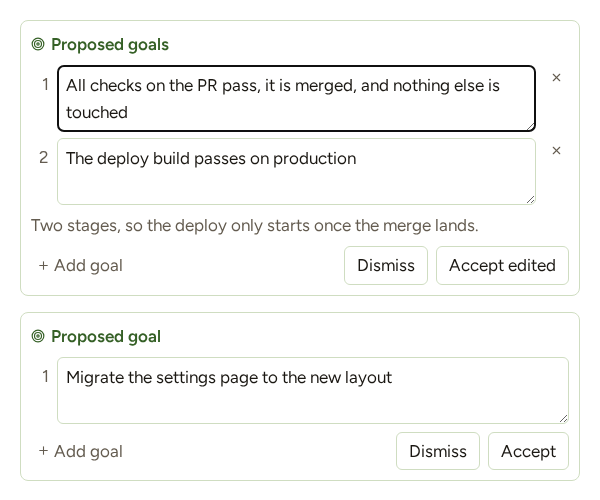 Proposed goals
1 All checks on the PR pass, it is merged, and nothing else is
touched
×
2 The deploy build passes on production
×
Two stages, so the deploy only starts once the merge lands.
+ Add goal Dismiss Accept edited
Proposed goal
1 Migrate the settings page to the new layout
+ Add goal Dismiss Accept